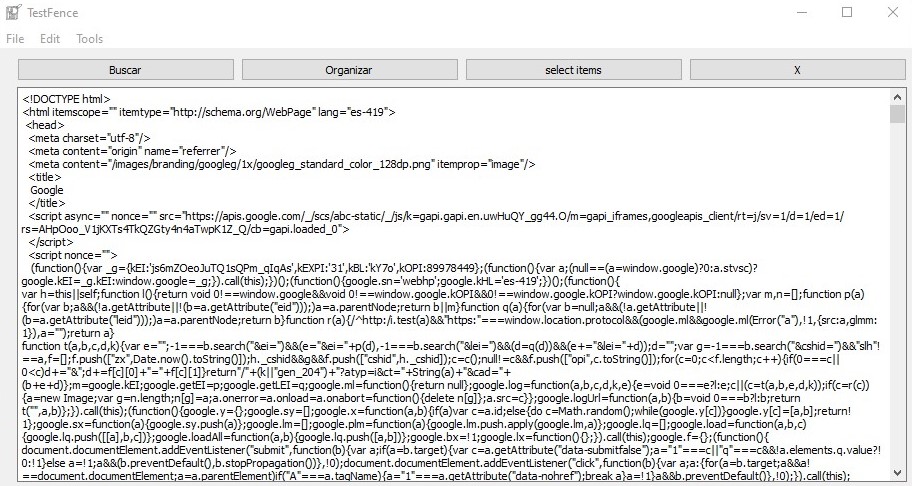 TestFence
File Edit Tools
Buscar Organizar select items X
<!DOCTYPE html>
<html itemscope="" itemtype="http://schema.org/WebPage" lang="es-419">
<head>
<meta charset="utf-8"/>
<meta content="origin" name="referrer"/>
<meta content="/images/branding/googleg/1x/googleg_standard_color_128dp.png" itemprop="image"/>
<title>
Google
</title>
<script async="" nonce="" src="https://apis.google.com/_/scs/abc-static/_/js/k=gapi.gapi.en.uwHuQY_gg44.O/m=gapi_iframes,googleapis_client/rt=j/sv=1/d=1/ed=1/
rs=AHpOoo_V1jKXTs4TkQZGty4n4aTwpK1Z_Q/cb=gapi.loaded_0">
</script>
<script nonce="">
(function(){var _g={kEI:'js6mZOeoJuTQ1sQPm_qIqAs',kEXPI:'31',kBL:'kY7o',kOPI:89978449};(function(){var a;(null==(a=window.google)?0:a.stvsc)?
google.kEI=_g.kEI:window.google=_g;}).call(this);})();(function(){google.sn='webhp';google.kHL='es-419';})();(function(){
var h=this||self;function l(){return void 0!==window.google&&void 0!==window.google.kOPI&&0!==window.google.kOPI?window.google.kOPI:null};var m,n=[];function p(a)
{for(var b;a&&(!a.getAttribute||!(b=a.getAttribute("eid")));)a=a.parentNode;return b||m}function q(a){for(var b=null;a&&(!a.getAttribute||!
(b=a.getAttribute("leid")));)a=a.parentNode;return b}function r(a){/^http:/i.test(a)&&"https:"===window.location.protocol&&(google.ml&&google.ml(Error("a"),!1,{src:a,glmm:
1}),a="");return a}
function t(a,b,c,d,k){var e="";-1===b.search("&ei=")&&(e="&ei="+p(d),-1===b.search("&lei=")&&(d=q(d))&&(e+="&lei="+d));d="";var g=-1===b.search("&cshid=")&&"slh"!
==a,f=[];f.push(["zx",Date.now().toString()]);h._cshid&&g&&f.push(["cshid",h._cshid]);c=c();null!=c&&f.push(["opi",c.toString()]);for(c=0;c<f.length;c++){if(0===c||
0<c)d+="&";d+=f[c][0]+"="+f[c][1]}return"/"+(k||"gen_204")+"?atyp=i&ct="+String(a)+"&cad="+
(b+e+d)};m=google.kEI;google.getEI=p;google.getLEI=q;google.ml=function(){return null};google.log=function(a,b,c,d,k,e){e=void 0===e?l:e;c||(c=t(a,b,e,d,k));if(c=r(c))
{a=new Image;var g=n.length;n[g]=a;a.onerror=a.onload=a.onabort=function(){delete n[g]};a.src=c}};google.logUrl=function(a,b){b=void 0===b?l:b;return
t("",a,b)};}).call(this);(function(){google.y={};google.sy=[];google.x=function(a,b){if(a)var c=a.id;else{do c=Math.random();while(google.y[c])}google.y[c]=[a,b];return!
1};google.sx=function(a){google.sy.push(a)};google.lm=[];google.plm=function(a){google.lm.push.apply(google.lm,a)};google.lq=[];google.load=function(a,b,c)
{google.lq.push([[a],b,c])};google.loadAll=function(a,b){google.lq.push([a,b])};google.bx=!1;google.lx=function(){};}).call(this);google.f={};(function(){
document.documentElement.addEventListener("submit",function(b){var a;if(a=b.target){var c=a.getAttribute("data-submitfalse");a="1"===c||"q"===c&&!a.elements.q.value?!
0:!1}else a=!1;a&&(b.preventDefault(),b.stopPropagation())},!0);document.documentElement.addEventListener("click",function(b){var a;a:{for(a=b.target;a&&a!
==document.documentElement;a=a.parentElement)if("A"===a.tagName){a="1"===a.getAttribute("data-nohref");break a}a=!1}a&&b.preventDefault()},!0);}).call(this);